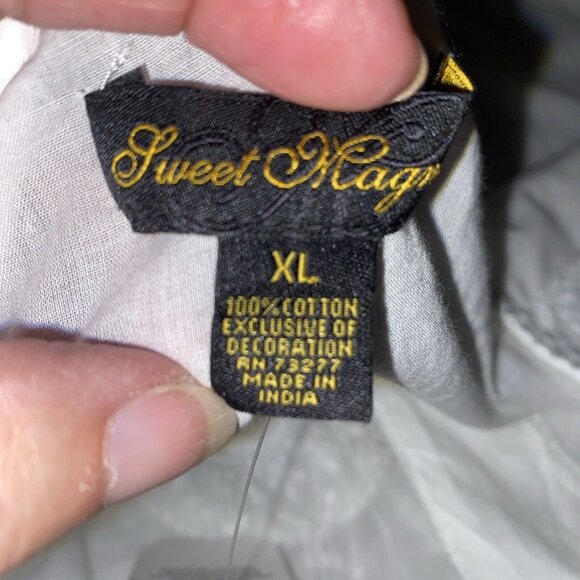 Sweet Magn
XL
100% COTTON
EXCLUSIVE OF
DECORATION
RN 73277
MADE IN
INDIA